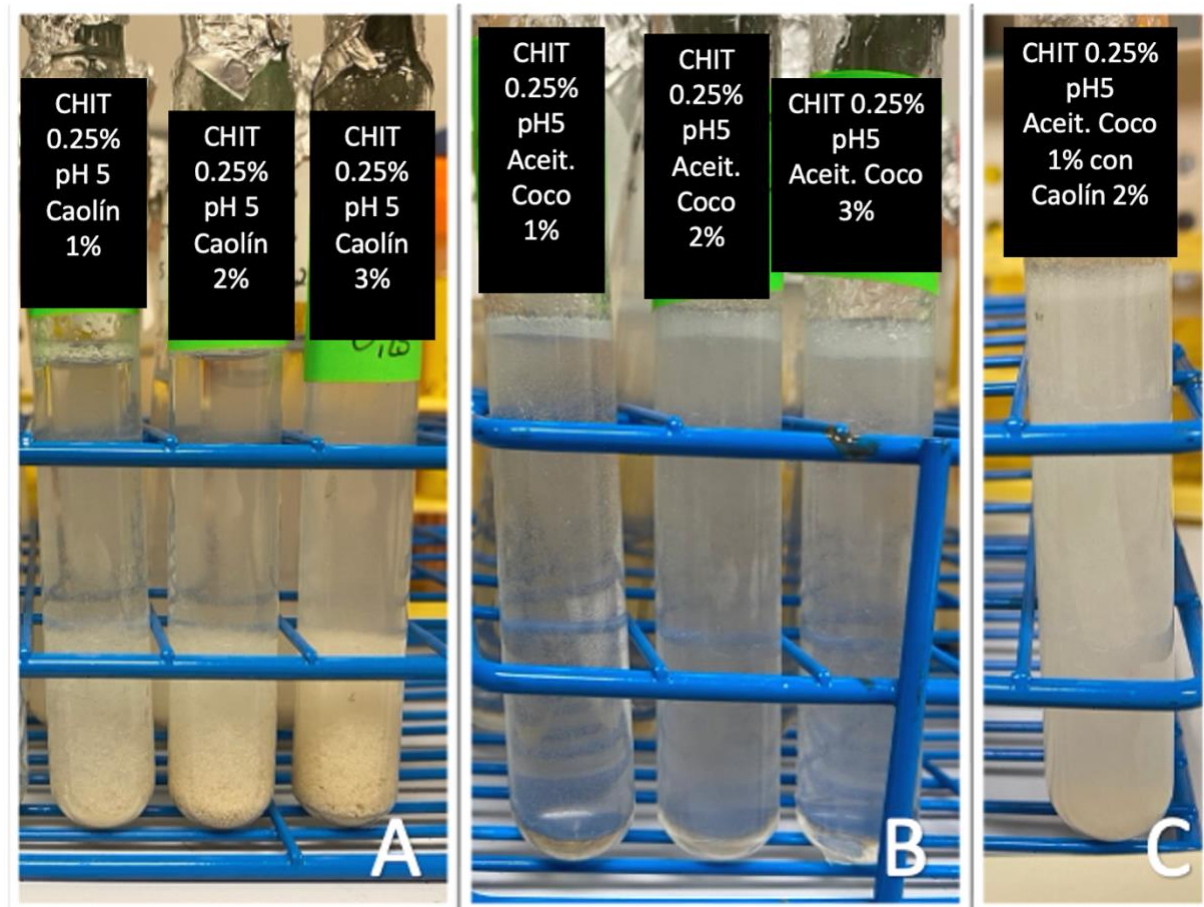 CHIT
0.25%
pH 5
Caolín
1%
CHIT
0.25%
pH 5
Caolín
2%
CHIT
0.25%
pH 5
Caolín
3%
A
CHIT
0.25%
pH5
Aceit.
Coco
1%
CHIT
0.25%
pH5
Aceit.
Coco
2%
CHIT 0.25%
pH5
Aceit. Coco
3%
B
CHIT 0.25%
pH5
Aceit. Coco
1% con
Caolín 2%
C